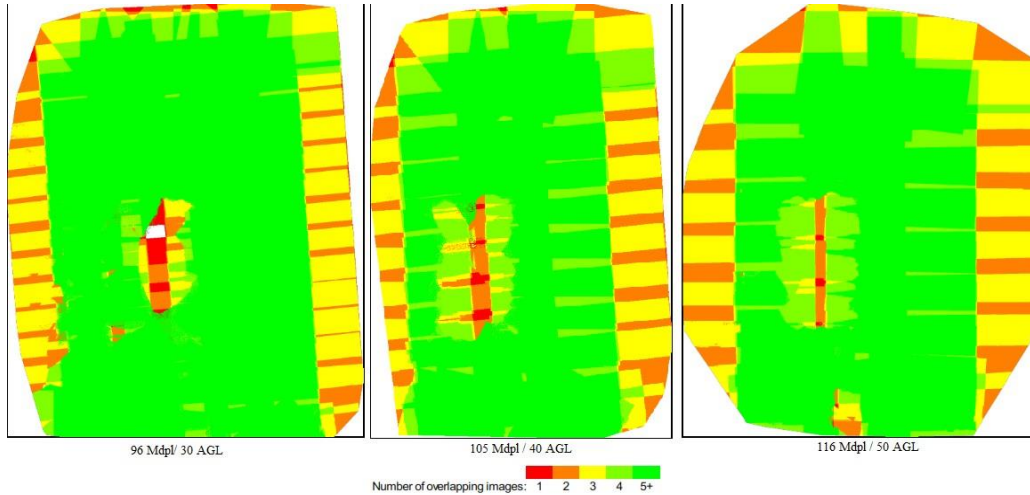 96 Mdpl/ 30 AGL
105 Mdpl / 40 AGL
116 Mdpl / 50 AGL
Number of overlapping images: 1 2 3 4 5+